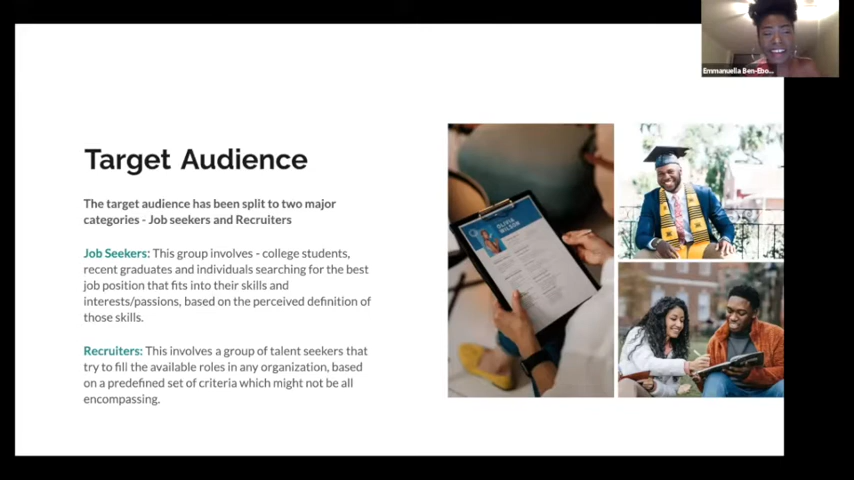 Emmanuella Ben-Ebo...
Target Audience
The target audience has been split to two major
categories - Job seekers and Recruiters
Job Seekers: This group involves - college students,
recent graduates and individuals searching for the best
job position that fits into their skills and
interests/passions, based on the perceived definition of
those skills.
Recruiters: This involves a group of talent seekers that
try to fill the available roles in any organization, based
on a predefined set of criteria which might not be all
encompassing.
OLIVIA
WILSON